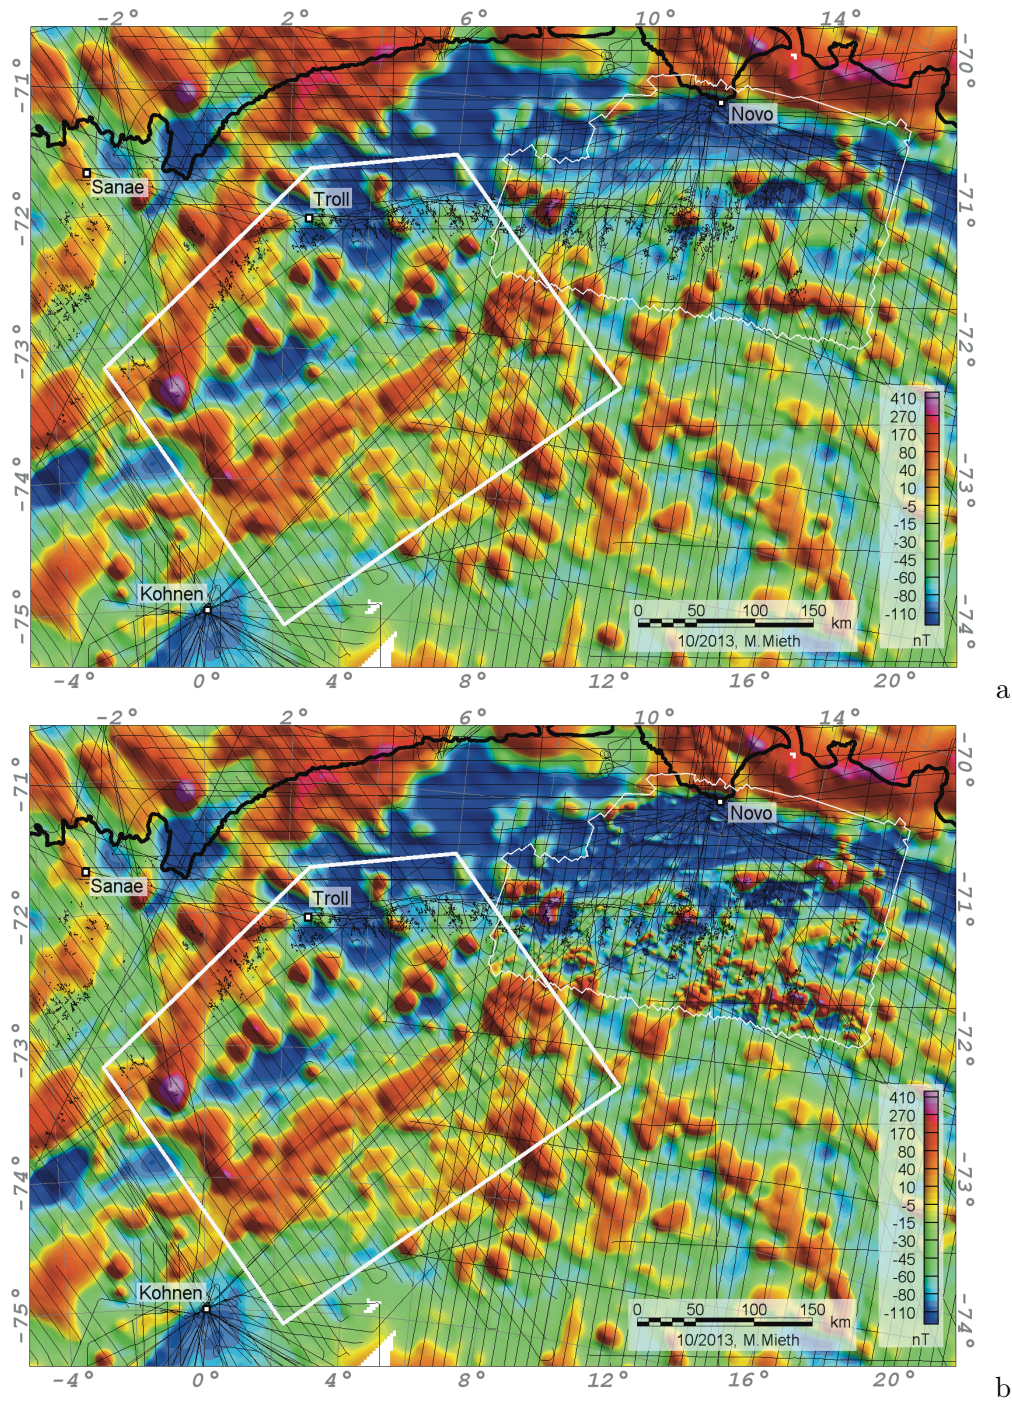 -2° 2° 6° 10° 14°
-70°
-71°
Novo
Sanae
Troll
-71°
-72°
-72°
-73°
410
270
170
80
40
10
-5
-15
-30
-45
-60
-80
-110
nT
-73°
-74°
Kohnen
-75°
0 50 100 150
km
10/2013, M.Mieth
-74°
-4° 0° 4° 8° 12° 16° 20°
a
-2° 2° 6° 10° 14°
-70°
-71°
Novo
Sanae
Troll
-71°
-72°
-72°
-73°
410
270
170
80
40
10
-5
-15
-30
-45
-60
-80
-110
nT
-73°
-74°
Kohnen
-75°
0 50 100 150
km
10/2013, M.Mieth
-74°
-4° 0° 4° 8° 12° 16° 20°
b